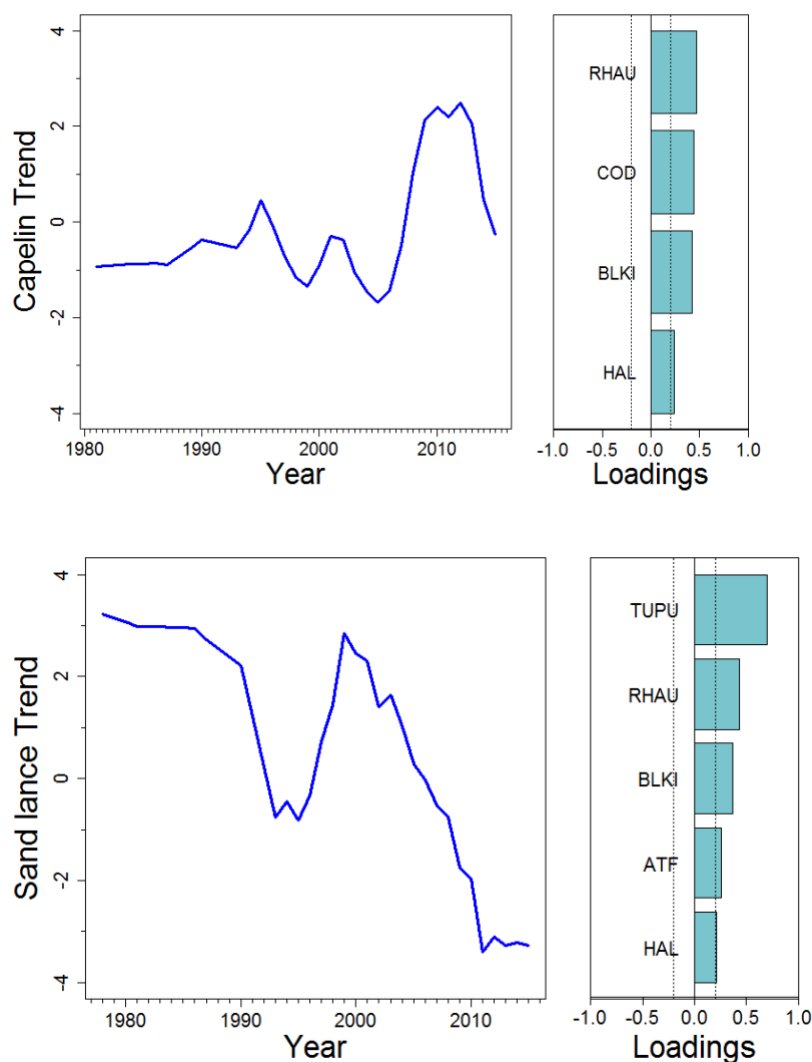 Capelin Trend
4
2
0
-2
-4
1980 1990 2000 2010
Year
RHAU
COD
BLKI
HAL
-1.0 -0.5 0.0 0.5 1.0
Loadings
Sand lance Trend
4
2
0
-2
-4
1980 1990 2000 2010
Year
TUPU
RHAU
BLKI
ATF
HAL
-1.0 -0.5 0.0 0.5 1.0
Loadings